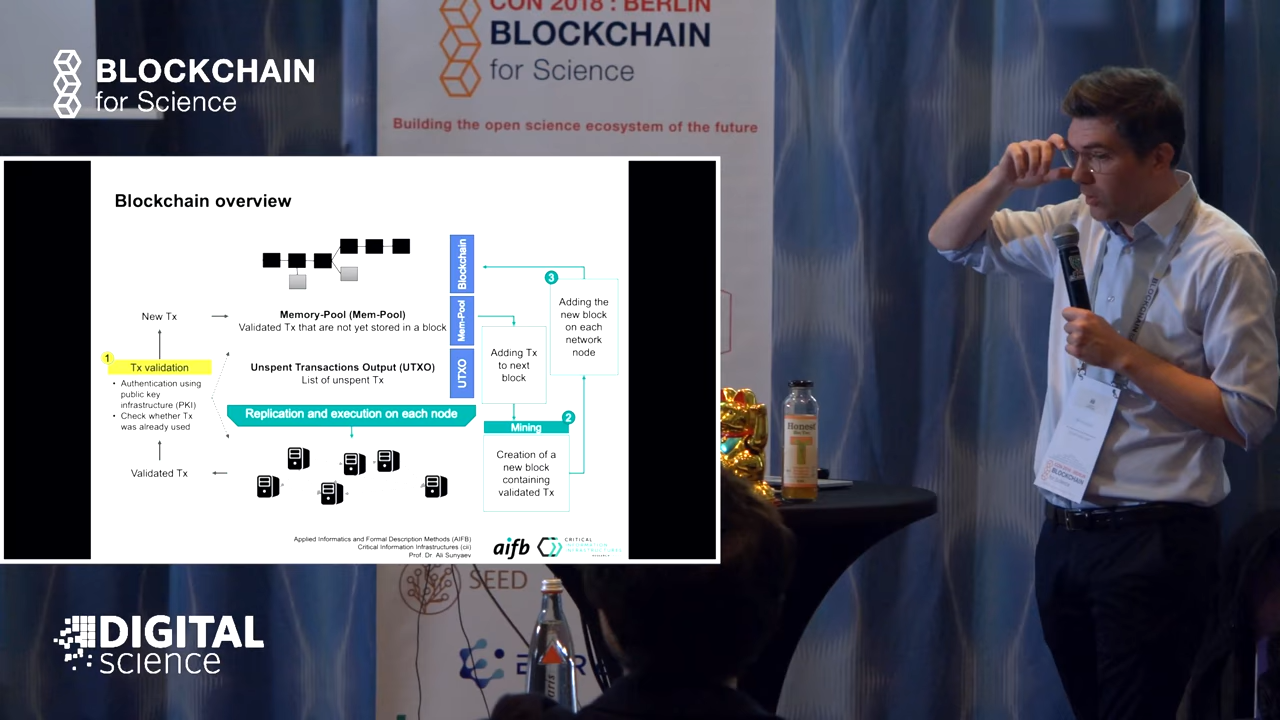 CON 2018 : BERLIN
BLOCKCHAIN
for Science
Building the open science ecosystem of the future
BLOCKCHAIN
for Science
Blockchain overview
Blockchain
Mem-Pool
UTXO
New Tx
Memory-Pool (Mem-Pool)
Validated Tx that are not yet stored in a block
1
Tx validation
• Authentication using
public key
infrastructure (PKI)
• Check whether Tx
was already used
Unspent Transactions Output (UTXO)
List of unspent Tx
Replication and execution on each node
Validated Tx
Adding Tx
to next
block
2
Mining
Creation of a
new block
containing
validated Tx
3
Adding the
new block
on each
network
node
Applied Informatics and Formal Description Methods (AIFB)
Critical Information Infrastructures (cii)
Prof. Dr. Ali Sunyaev
aifb
CRITICAL
INFORMATION
INFRASTRUCTURES
Honest
BLOCKCHAIN
BLOCKCHAIN
SEED
DIGITAL
science